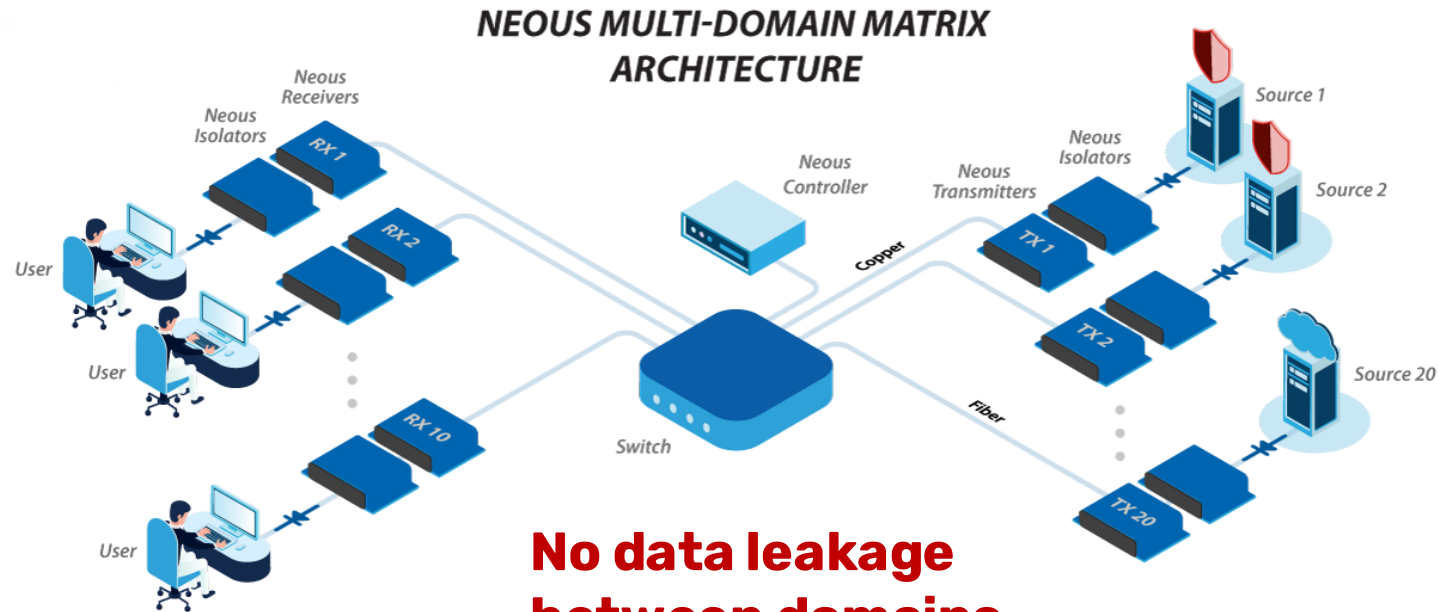 NEOUS MULTI-DOMAIN MATRIX
ARCHITECTURE
Neous
Receivers
Neous
Isolators
RX 1
RX 2
RX 10
User
User
User
Neous
Controller
Switch
Copper
Fiber
Neous
Transmitters
Neous
Isolators
TX 1
TX 2
TX 20
Source 1
Source 2
Source 20
No data leakage
between domains